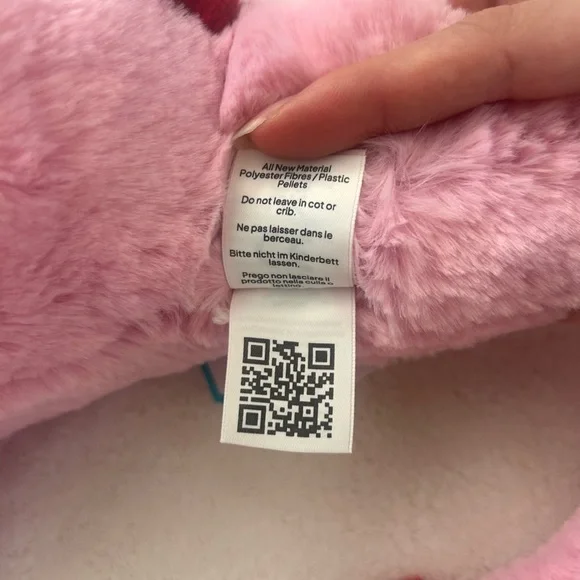 All New Material
Polyester Fibres / Plastic
Pellets
Do not leave in cot or
crib.
Ne pas laisser dans le
berceau.
Bitte nicht im Kinderbett
lassen.
Prego non lasciare il
prodotto nella culla o
lettino.